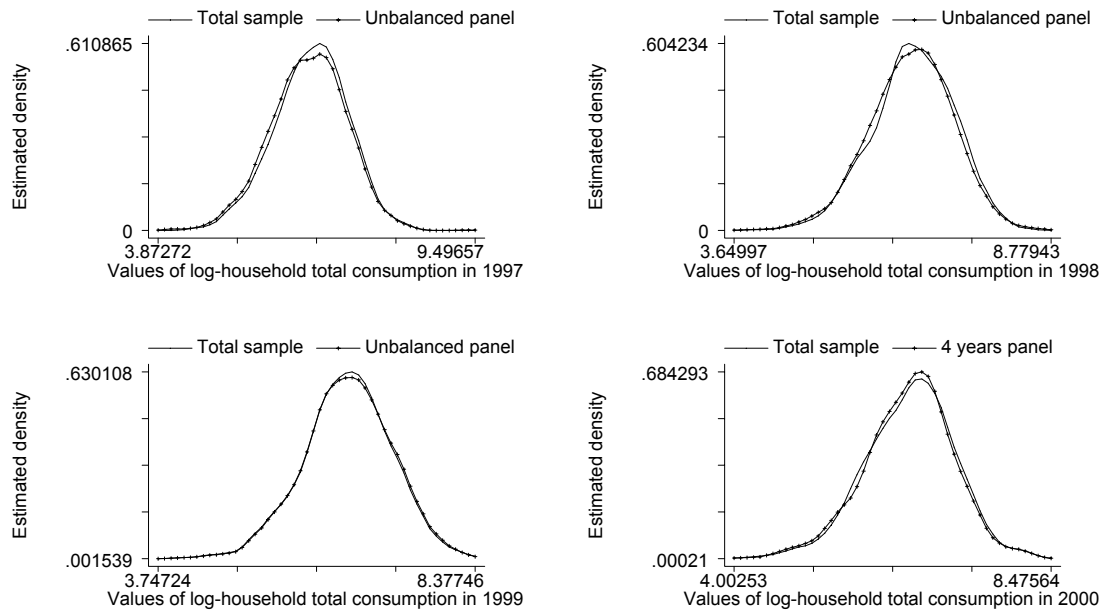 Total sample Unbalanced panel
.610865
Estimated density
0
3.87272 9.49657
Values of log-household total consumption in 1997
Total sample Unbalanced panel
.604234
Estimated density
0
3.64997 8.77943
Values of log-household total consumption in 1998
Total sample Unbalanced panel
.630108
Estimated density
.001539
3.74724 8.37746
Values of log-household total consumption in 1999
Total sample 4 years panel
.684293
Estimated density
.00021
4.00253 8.47564
Values of log-household total consumption in 2000